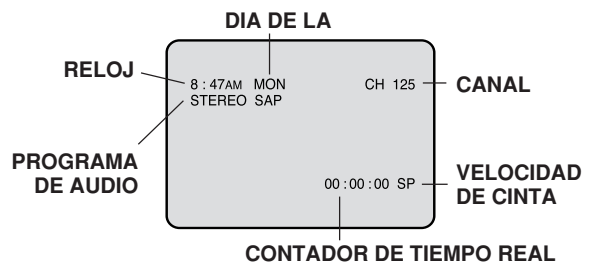 DIA DE LA
RELOJ
8 : 47AM MON
CH 125
CANAL
STEREO SAP
PROGRAMA
DE AUDIO
00 : 00 : 00 SP
VELOCIDAD
DE CINTA
CONTADOR DE TIEMPO REAL